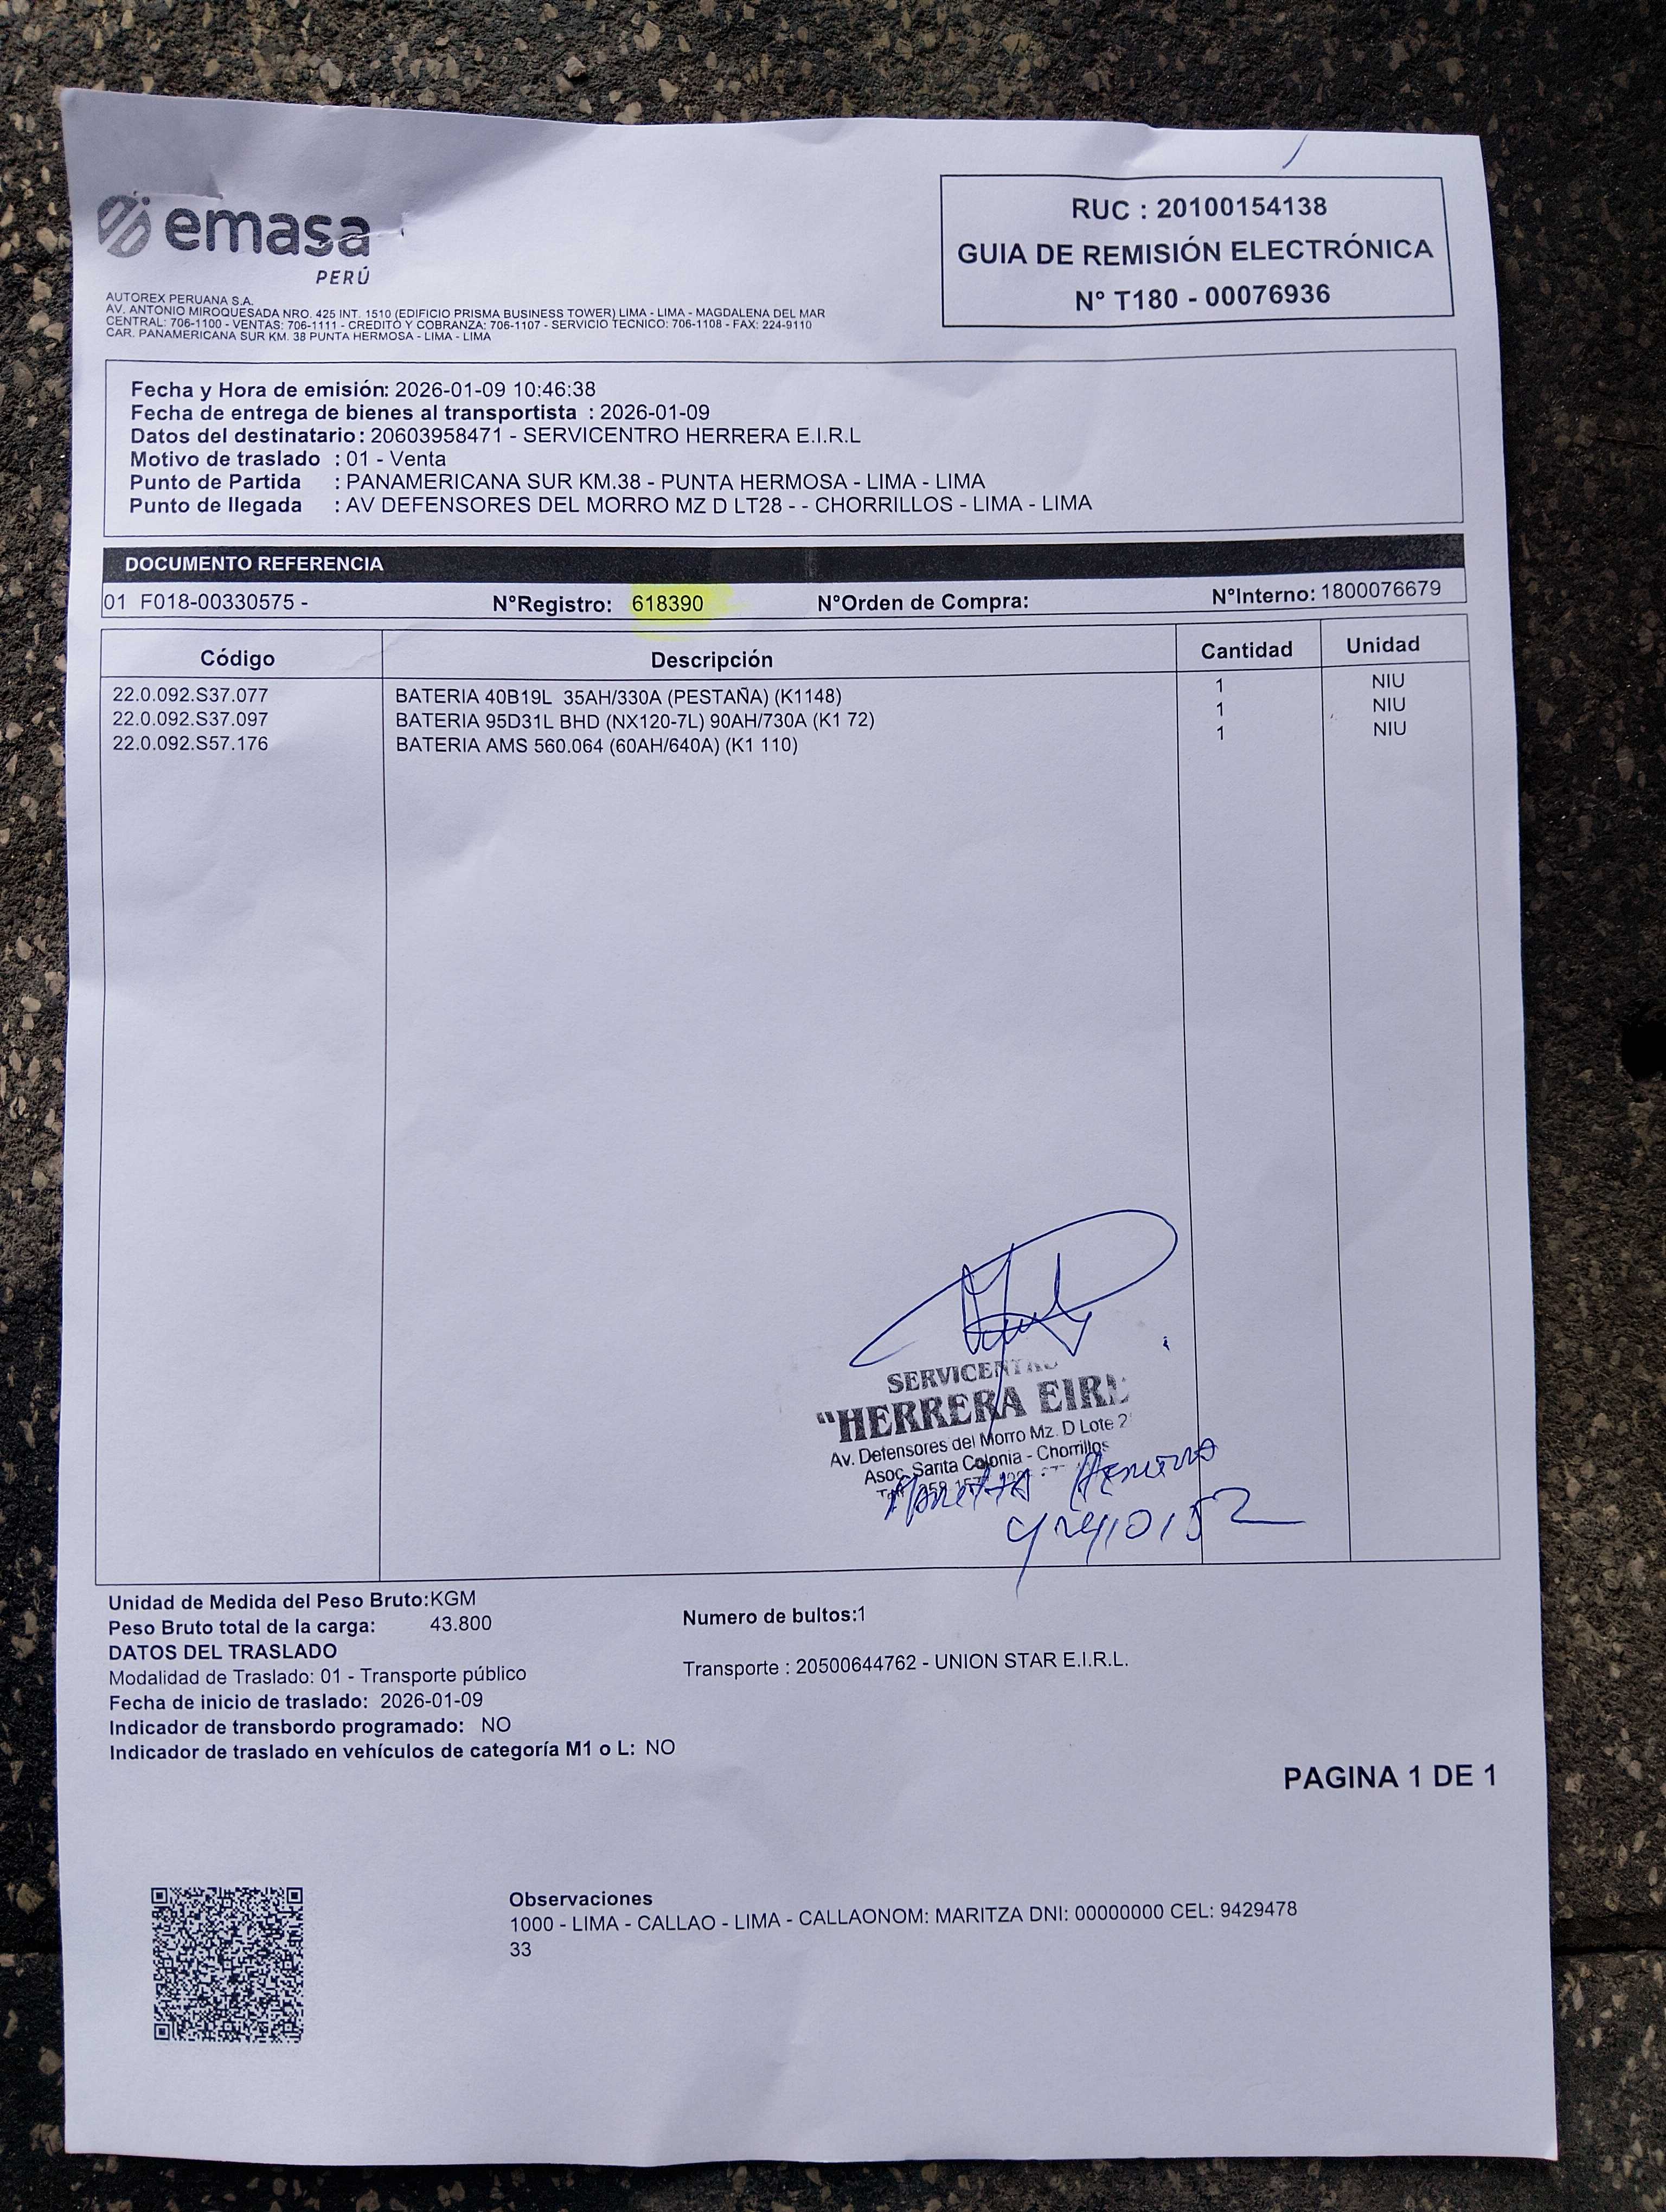 emasa
PERÚ
RUC : 20100154138
GUIA DE REMISIÓN ELECTRÓNICA
N° T180 - 00076936
AUTOREX PERUANA S.A.
AV. ANTONIO MIROQUESADA NRO. 425 INT. 1510 (EDIFICIO PRISMA BUSINESS TOWER) LIMA - LIMA - MAGDALENA DEL MAR
CENTRAL: 706-1100 - VENTAS: 706-1111 - CREDITO Y COBRANZA: 706-1107 - SERVICIO TECNICO: 706-1108 - FAX: 224-9110
CAR. PANAMERICANA SUR KM. 38 PUNTA HERMOSA - LIMA - LIMA
Fecha y Hora de emisión: 2026-01-09 10:46:38
Fecha de entrega de bienes al transportista : 2026-01-09
Datos del destinatario: 20603958471 - SERVICENTRO HERRERA E.I.R.L
Motivo de traslado : 01 - Venta
Punto de Partida : PANAMERICANA SUR KM.38 - PUNTA HERMOSA - LIMA - LIMA
Punto de llegada : AV DEFENSORES DEL MORRO MZ D LT28 - - CHORRILLOS - LIMA - LIMA
DOCUMENTO REFERENCIA
01 F018-00330575 - N°Registro: 618390 N°Orden de Compra: N°Interno: 1800076679
Código Descripción Cantidad Unidad
22.0.092.S37.077 BATERIA 40B19L 35AH/330A (PESTAÑA) (K1148) 1 NIU
22.0.092.S37.097 BATERIA 95D31L BHD (NX120-7L) 90AH/730A (K1 72) 1 NIU
22.0.092.S57.176 BATERIA AMS 560.064 (60AH/640A) (K1 110) 1 NIU
"HERRERA EIRL
Av. Defensores del Morro Mz. D Lote
Asoc. Santa Colonia - Chorrillos
Unidad de Medida del Peso Bruto:KGM
Peso Bruto total de la carga: 43.800
Numero de bultos:1
DATOS DEL TRASLADO
Modalidad de Traslado: 01 - Transporte público
Transporte : 20500644762 - UNION STAR E.I.R.L.
Fecha de inicio de traslado: 2026-01-09
Indicador de transbordo programado: NO
Indicador de traslado en vehículos de categoría M1 o L: NO
PAGINA 1 DE 1
Observaciones
1000 - LIMA - CALLAO - LIMA - CALLAONOM: MARITZA DNI: 00000000 CEL: 9429478
33